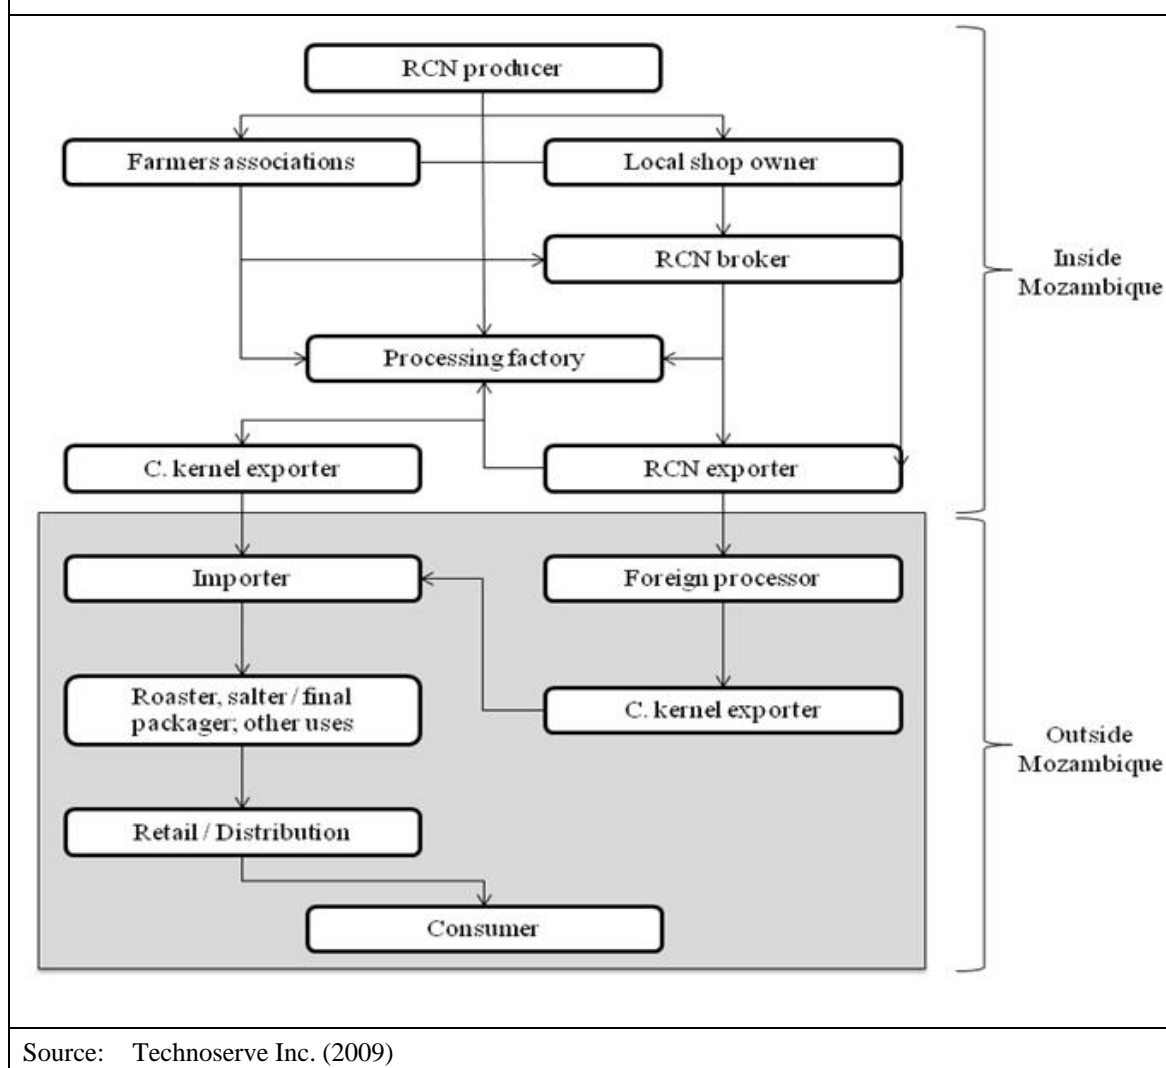 RCN producer
Farmers associations
Local shop owner
RCN broker
Inside
Mozambique
Processing factory
C. kernel exporter
RCN exporter
Importer
Foreign processor
Roaster, salter / final
packager; other uses
C. kernel exporter
Outside
Mozambique
Retail / Distribution
Consumer
Source: Technoserve Inc. (2009)